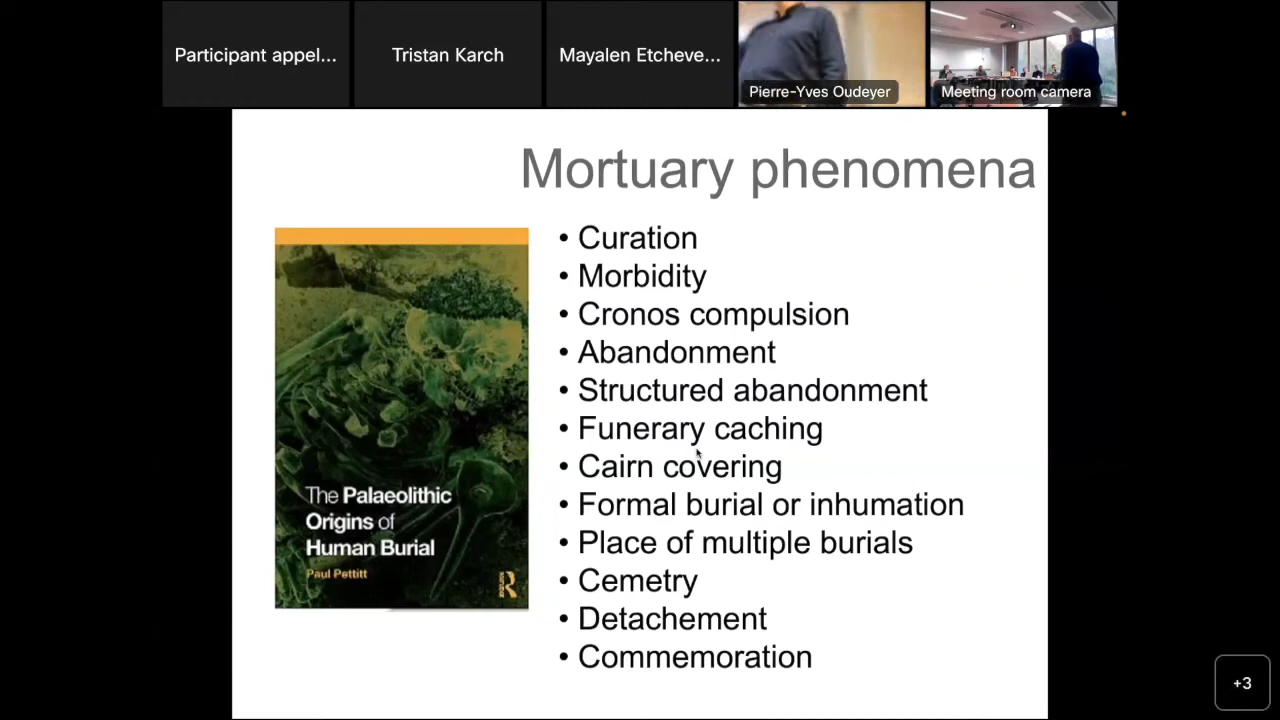 Participant appel...
Tristan Karch
Mayalen Etcheve...
Pierre-Yves Oudeyer
Meeting room camera
Mortuary phenomena
• Curation
• Morbidity
• Cronos compulsion
• Abandonment
• Structured abandonment
• Funerary caching
• Cairn covering
• Formal burial or inhumation
• Place of multiple burials
• Cemetry
• Detachement
• Commemoration
The Palaeolithic
Origins of
Human Burial
Paul Pettitt
R
+3